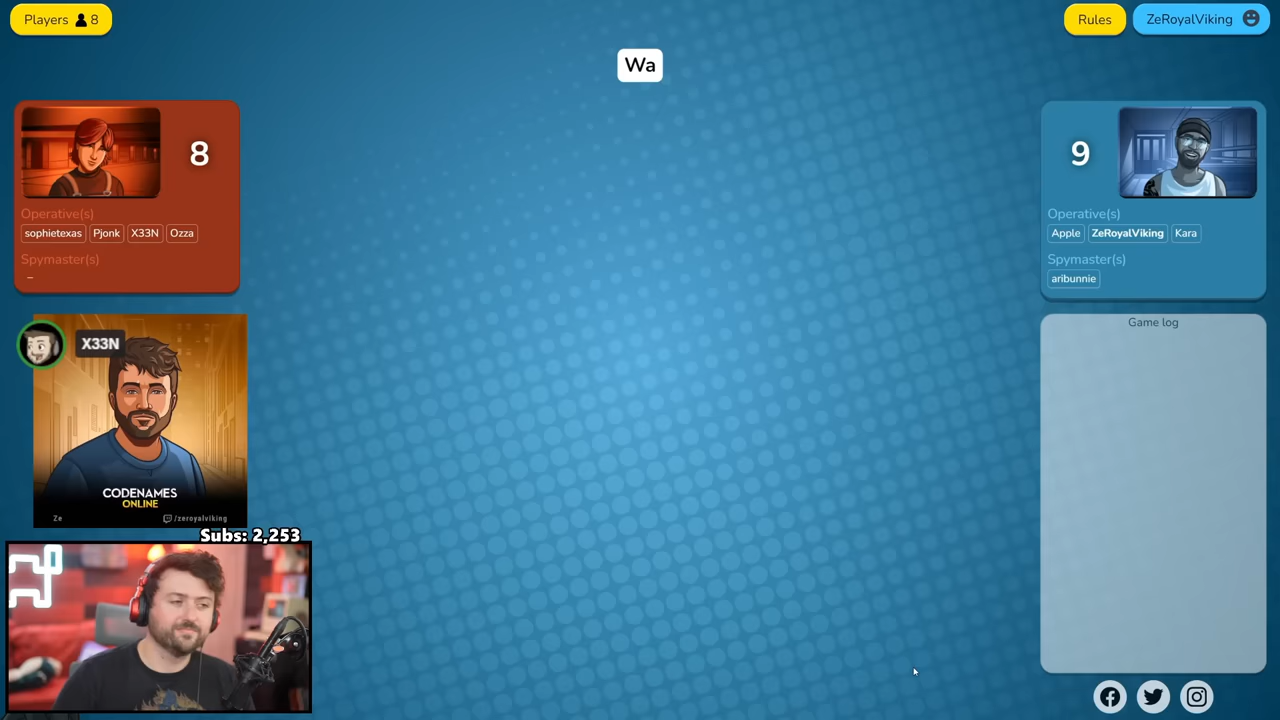 Players 8
Rules
ZeRoyalViking
Wa
8
Operative(s)
sophietexas Pjonk X33N Ozza
Spymaster(s)
–
9
Operative(s)
Apple ZeRoyalViking Kara
Spymaster(s)
aribunnie
Game log
X33N
CODENAMES
ONLINE
Ze /zeroyalviking
Subs: 2,253